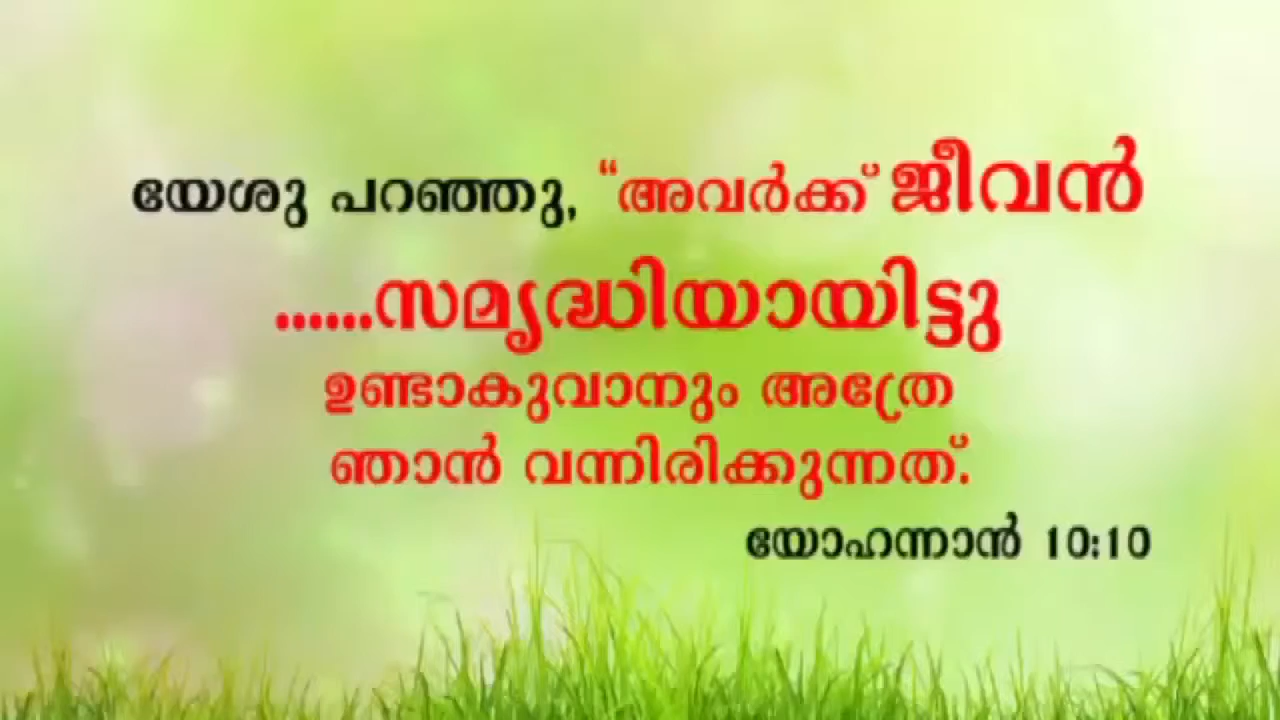 യേശു പറഞ്ഞു, “അവർക്ക് ജീവൻ
......സമൃദ്ധിയായിട്ടു
ഉണ്ടാകുവാനും അത്രേ
ഞാൻ വന്നിരിക്കുന്നത്.
യോഹന്നാൻ 10:10